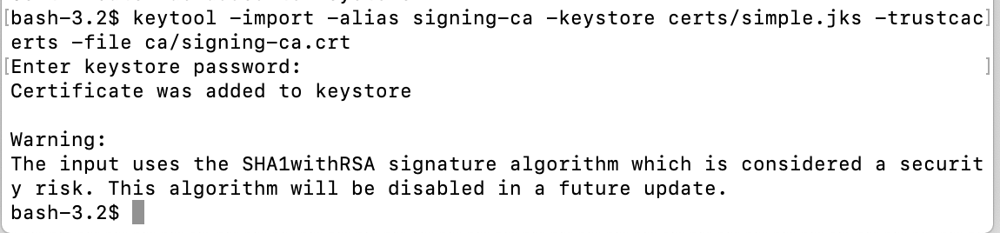 [bash-3.2$ keytool -import -alias signing-ca -keystore certs/simple.jks -trustcac]
erts -file ca/signing-ca.crt
[Enter keystore password: ]
Certificate was added to keystore

Warning:
The input uses the SHA1withRSA signature algorithm which is considered a securit
y risk. This algorithm will be disabled in a future update.
bash-3.2$